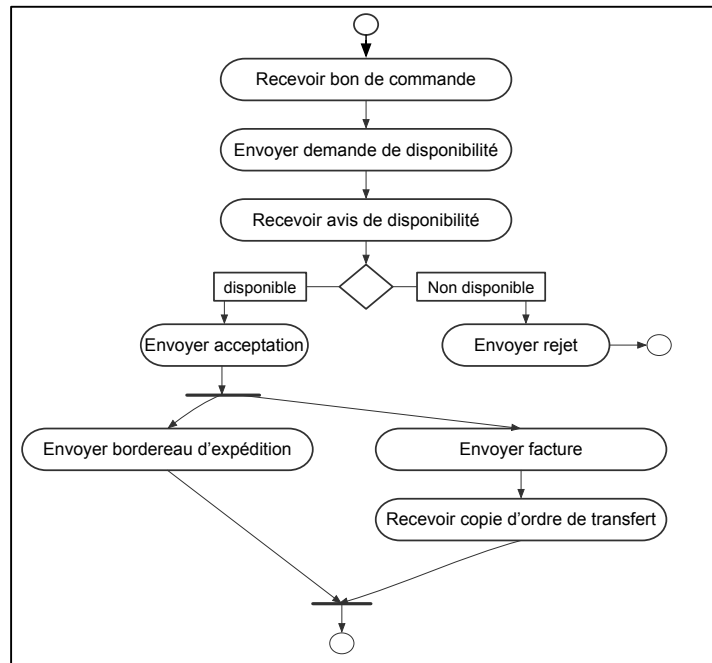 Recevoir bon de commande
Envoyer demande de disponibilité
Recevoir avis de disponibilité
disponible
Non disponible
Envoyer acceptation
Envoyer rejet
Envoyer bordereau d’expédition
Envoyer facture
Recevoir copie d’ordre de transfert